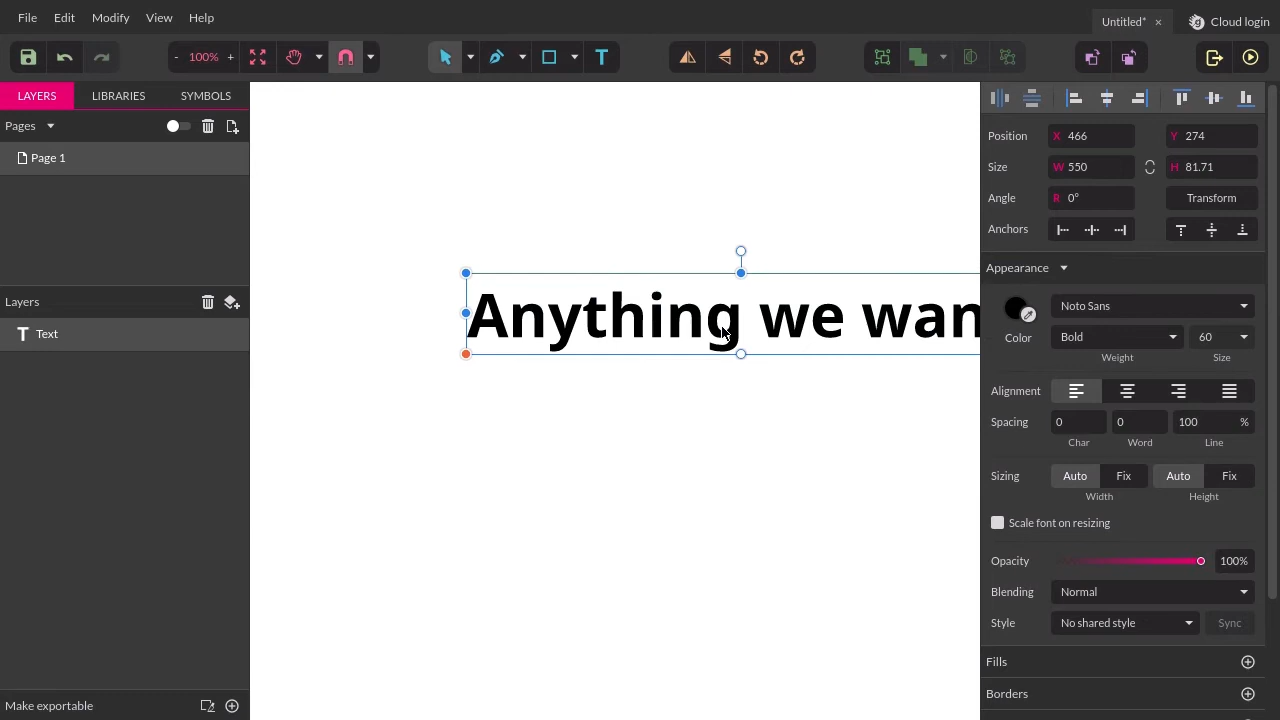 File Edit Modify View Help
Untitled* × Cloud login
- 100% +
LAYERS LIBRARIES SYMBOLS
Pages
Page 1
Layers
Text
Make exportable
Anything we wan
Position X 466 Y 274
Size W 550 H 81.71
Angle R 0° Transform
Anchors
Appearance
Color Noto Sans
Bold 60
Weight Size
Alignment
Spacing 0 0 100 %
Char Word Line
Sizing Auto Fix Auto Fix
Width Height
Scale font on resizing
Opacity 100%
Blending Normal
Style No shared style Sync
Fills
Borders